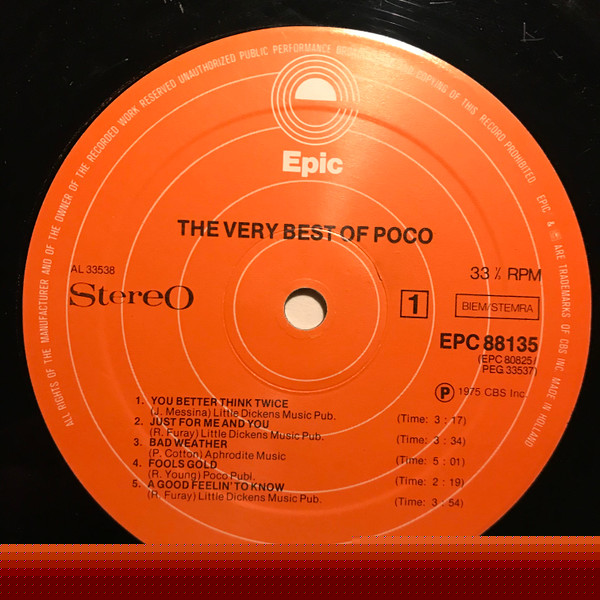 ALL RIGHTS OF THE MANUFACTURER AND OF THE OWNER OF THE RECORDED WORK RESERVED UNAUTHORIZED PUBLIC PERFORMANCE COPYING OF THIS RECORD PROHIBITED EPIC & ARE TRADEMARKS OF CBS INC. MADE IN HOLLAND
Epic
THE VERY BEST OF POCO
AL 33538
Stereo
33⅓ RPM
1
BIEM/STEMRA
EPC 88135
(EPC 80825/
PEG 33537)
Ⓟ 1975 CBS Inc.
1. YOU BETTER THINK TWICE
(J. Messina) Little Dickens Music Pub. (Time: 3 : 17)
2. JUST FOR ME AND YOU
(R. Furay) Little Dickens Music Pub. (Time: 3 : 34)
3. BAD WEATHER
(P. Cotton) Aphrodite Music (Time: 5 : 01)
4. FOOLS GOLD
(R. Young) Poco Publ. (Time: 2 : 19)
5. A GOOD FEELIN' TO KNOW
(R. Furay) Little Dickens Music Pub. (Time: 3 : 54)